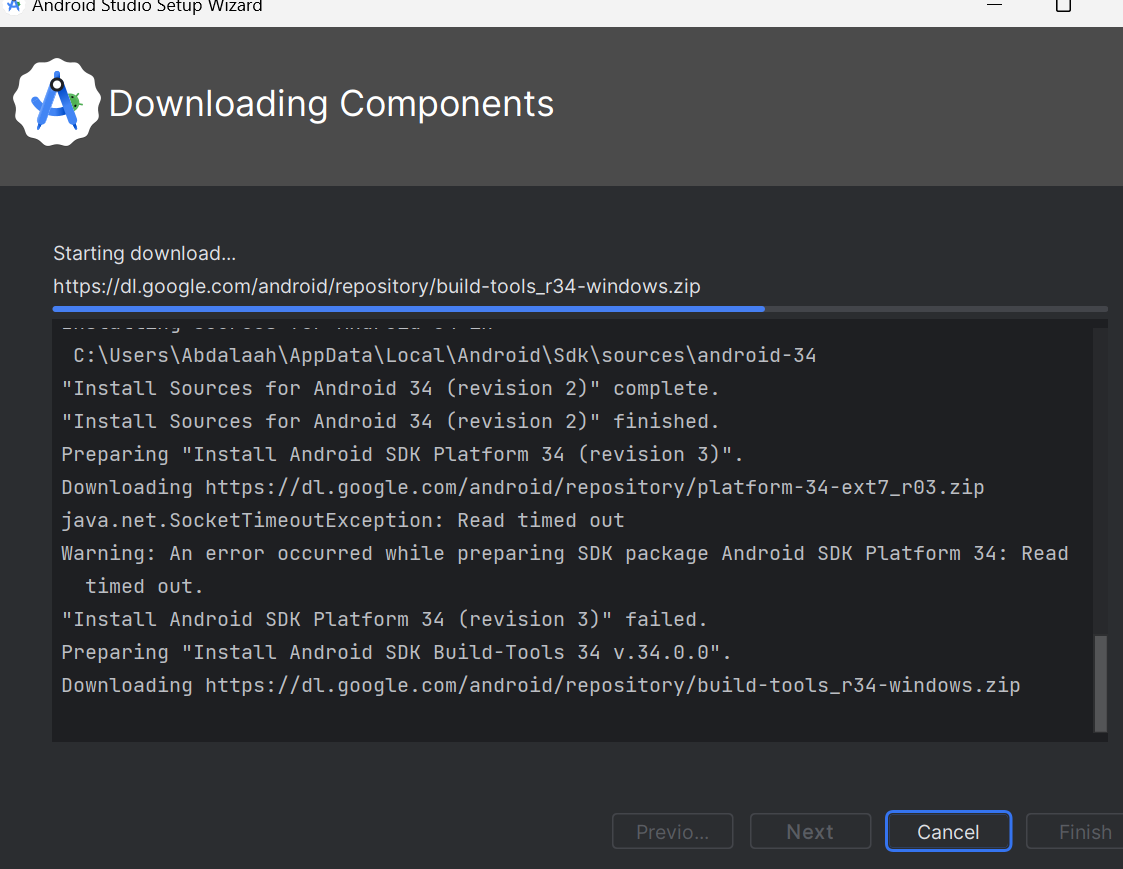 Android Studio Setup Wizard
Downloading Components
Starting download...
https://dl.google.com/android/repository/build-tools_r34-windows.zip
C:\Users\Abdalaah\AppData\Local\Android\Sdk\sources\android-34
"Install Sources for Android 34 (revision 2)" complete.
"Install Sources for Android 34 (revision 2)" finished.
Preparing "Install Android SDK Platform 34 (revision 3)".
Downloading https://dl.google.com/android/repository/platform-34-ext7_r03.zip
java.net.SocketTimeoutException: Read timed out
Warning: An error occurred while preparing SDK package Android SDK Platform 34: Read
timed out.
"Install Android SDK Platform 34 (revision 3)" failed.
Preparing "Install Android SDK Build-Tools 34 v.34.0.0".
Downloading https://dl.google.com/android/repository/build-tools_r34-windows.zip
Previo...
Next
Cancel
Finish